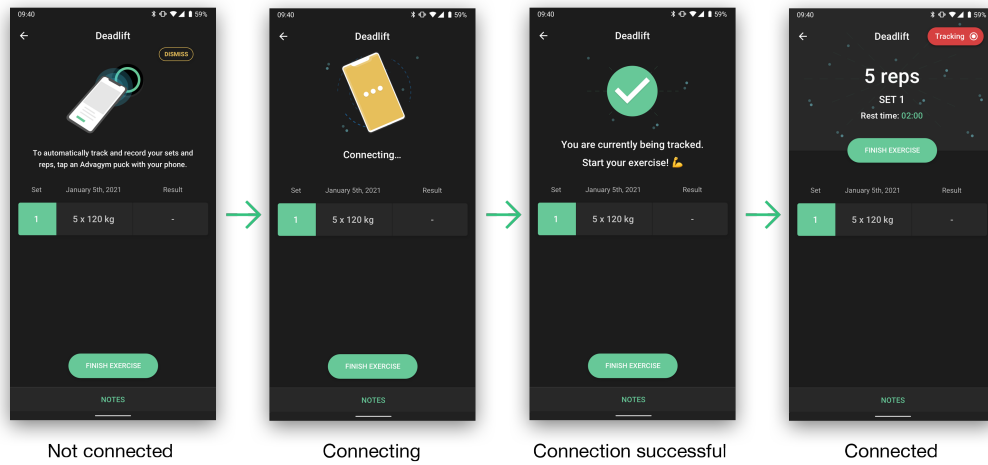 09:40
59%
Deadlift
DISMISS
To automatically track and record your sets and
reps, tap an Advagym puck with your phone.
Set January 5th, 2021 Result
1 5 x 120 kg -
FINISH EXERCISE
NOTES
Not connected
09:40
59%
Deadlift
Connecting...
Set January 5th, 2021 Result
1 5 x 120 kg -
FINISH EXERCISE
NOTES
Connecting
09:40
59%
Deadlift
You are currently being tracked.
Start your exercise! 💪
Set January 5th, 2021 Result
1 5 x 120 kg -
FINISH EXERCISE
NOTES
Connection successful
09:40
59%
Deadlift
Tracking
5 reps
SET 1
Rest time: 02:00
FINISH EXERCISE
Set January 5th, 2021 Result
1 5 x 120 kg -
NOTES
Connected